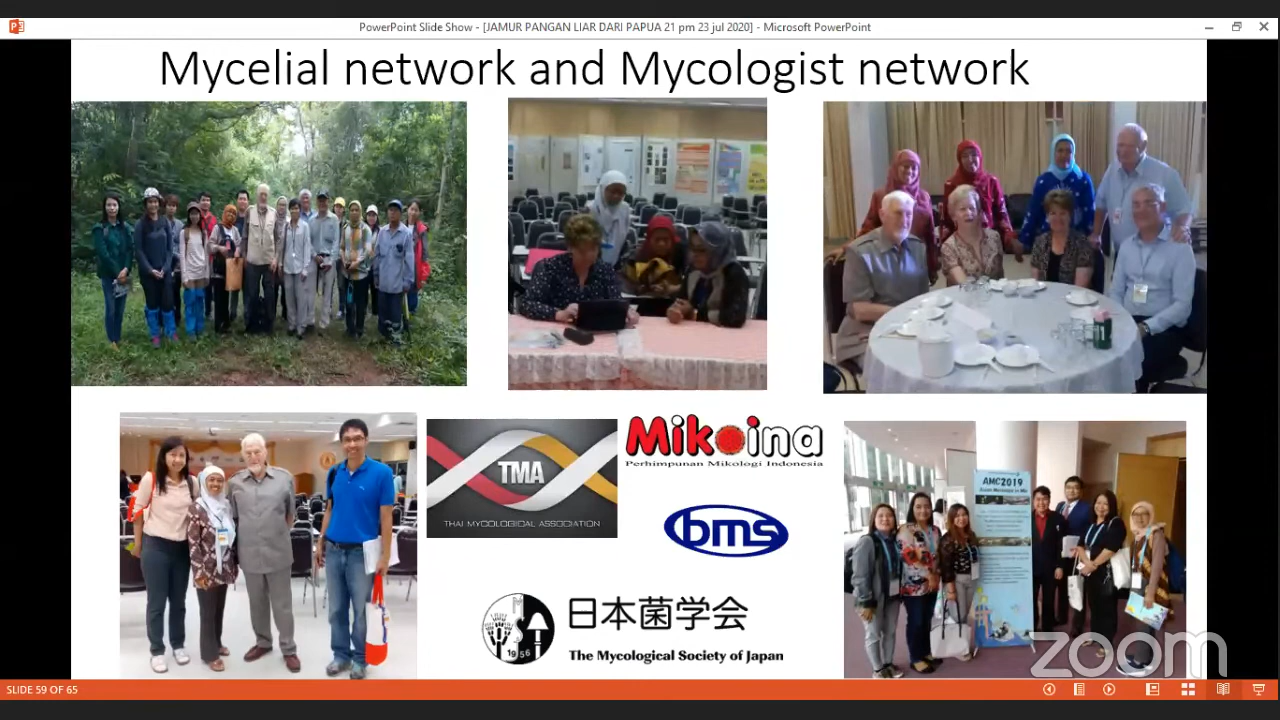 PowerPoint Slide Show - [JAMUR PANGAN LIAR DARI PAPUA 21 pm 23 jul 2020] - Microsoft PowerPoint
Mycelial network and Mycologist network
TMA
THAI MYCOLOGICAL ASSOCIATION
Mikoina
Perhimpunan Mikologi Indonesia
bms
AMC2019
日本菌学会
1956
The Mycological Society of Japan
zoom
SLIDE 59 OF 65